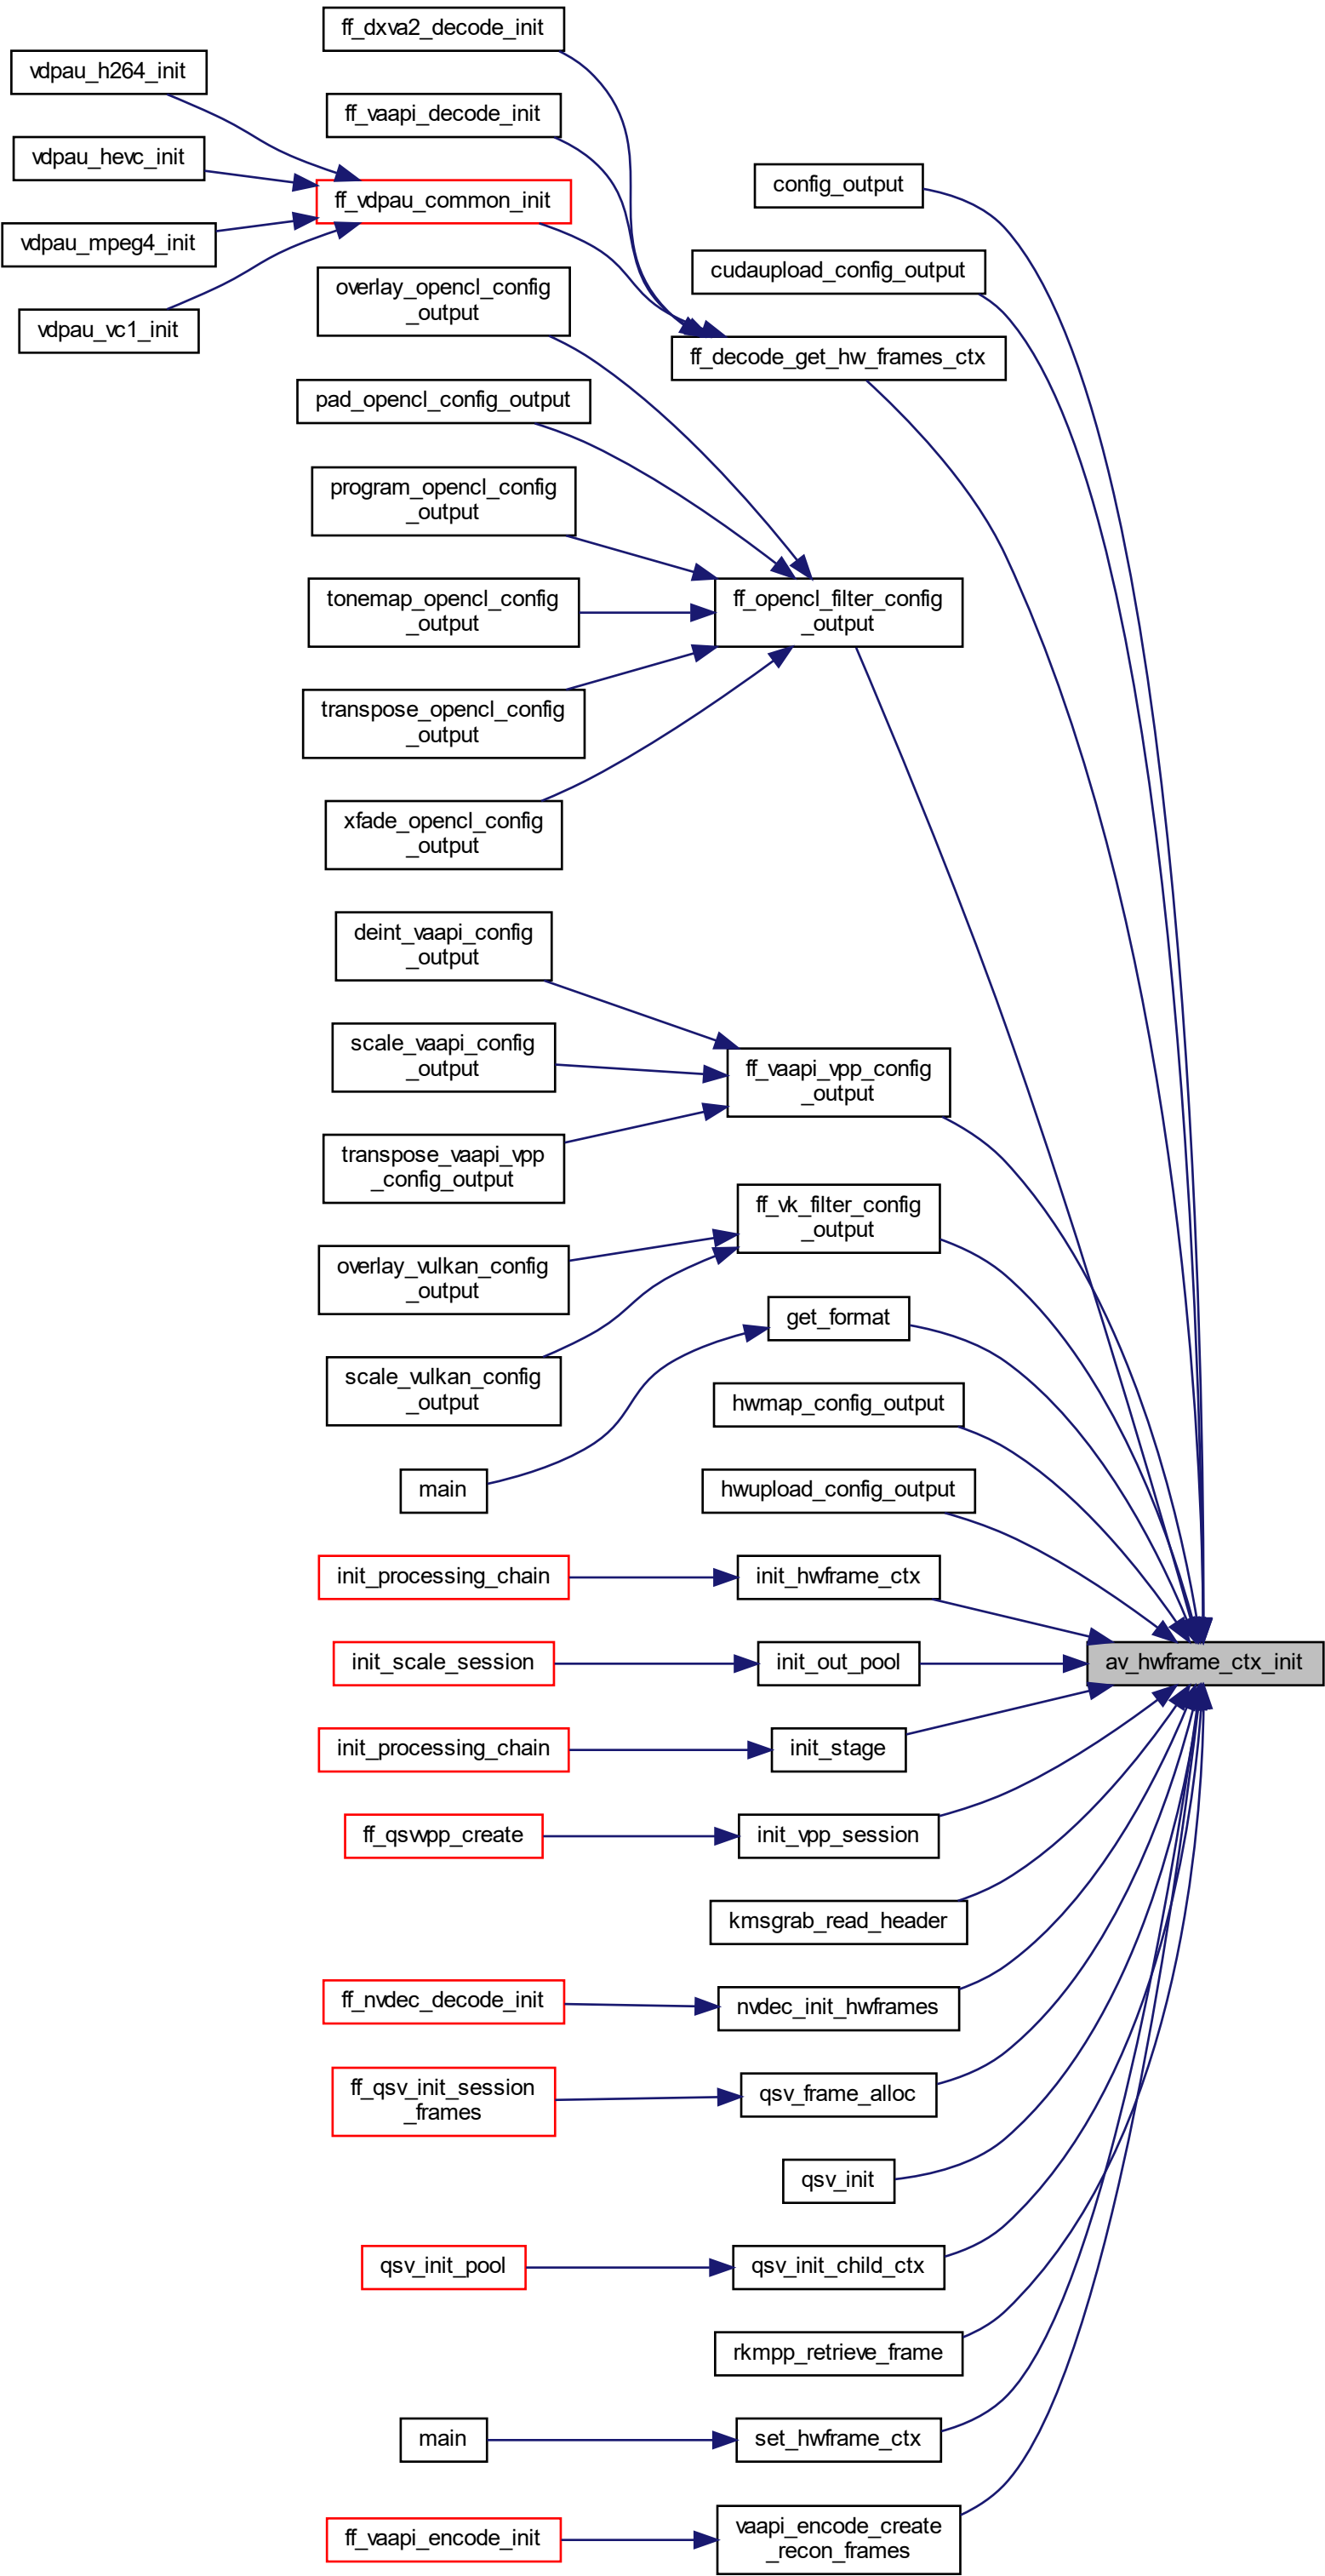 ff_dxva2_decode_init
vdpau_h264_init
ff_vaapi_decode_init
vdpau_hevc_init
config_output
ff_vdpau_common_init
vdpau_mpeg4_init
cudaupload_config_output
overlay_opencl_config
_output
vdpau_vc1_init
ff_decode_get_hw_frames_ctx
pad_opencl_config_output
program_opencl_config
_output
tonemap_opencl_config
_output
ff_opencl_filter_config
_output
transpose_opencl_config
_output
xfade_opencl_config
_output
deint_vaapi_config
_output
scale_vaapi_config
_output
ff_vaapi_vpp_config
_output
transpose_vaapi_vpp
_config_output
ff_vk_filter_config
_output
overlay_vulkan_config
_output
get_format
scale_vulkan_config
_output
hwmap_config_output
main
hwupload_config_output
init_processing_chain
init_hwframe_ctx
init_scale_session
init_out_pool
av_hwframe_ctx_init
init_processing_chain
init_stage
ff_qsvvpp_create
init_vpp_session
kmsgrab_read_header
ff_nvdec_decode_init
nvdec_init_hwframes
ff_qsv_init_session
_frames
qsv_frame_alloc
qsv_init
qsv_init_pool
qsv_init_child_ctx
rkmpp_retrieve_frame
main
set_hwframe_ctx
ff_vaapi_encode_init
vaapi_encode_create
_recon_frames